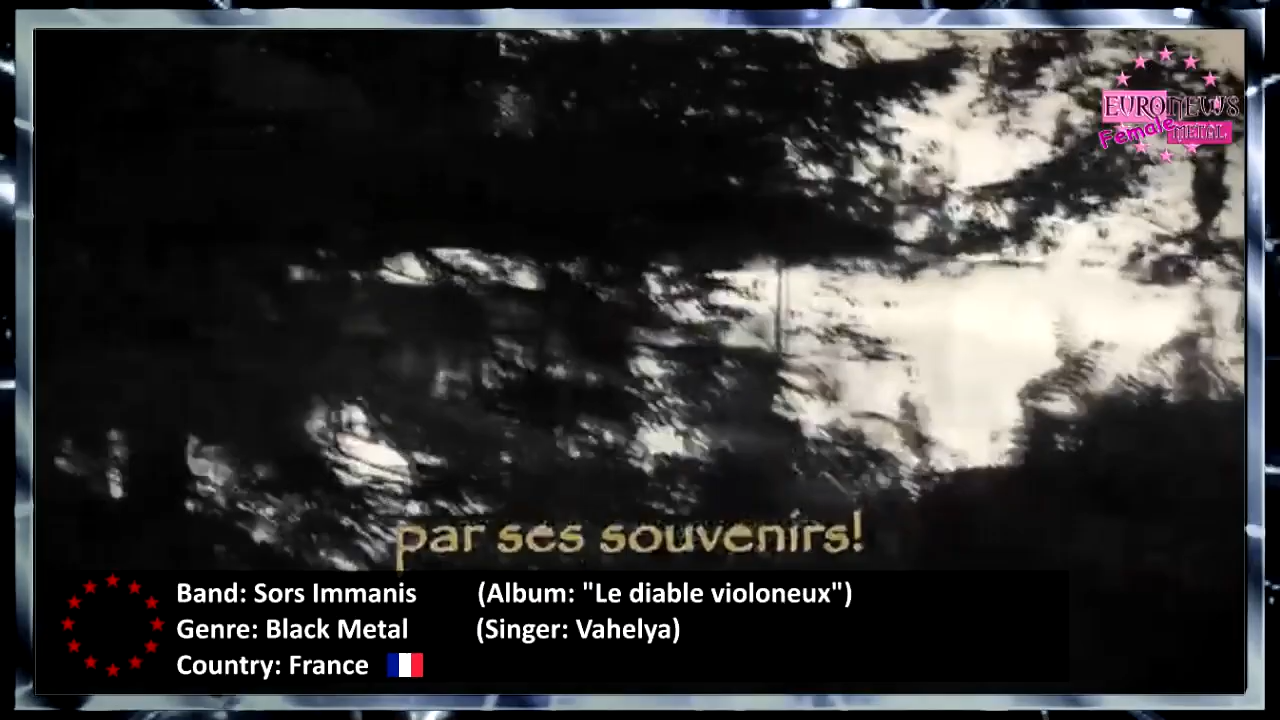 EURONEWS
Female METAL
par ses souvenirs!
Band: Sors Immanis (Album: "Le diable violoneux")
Genre: Black Metal (Singer: Vahelya)
Country: France